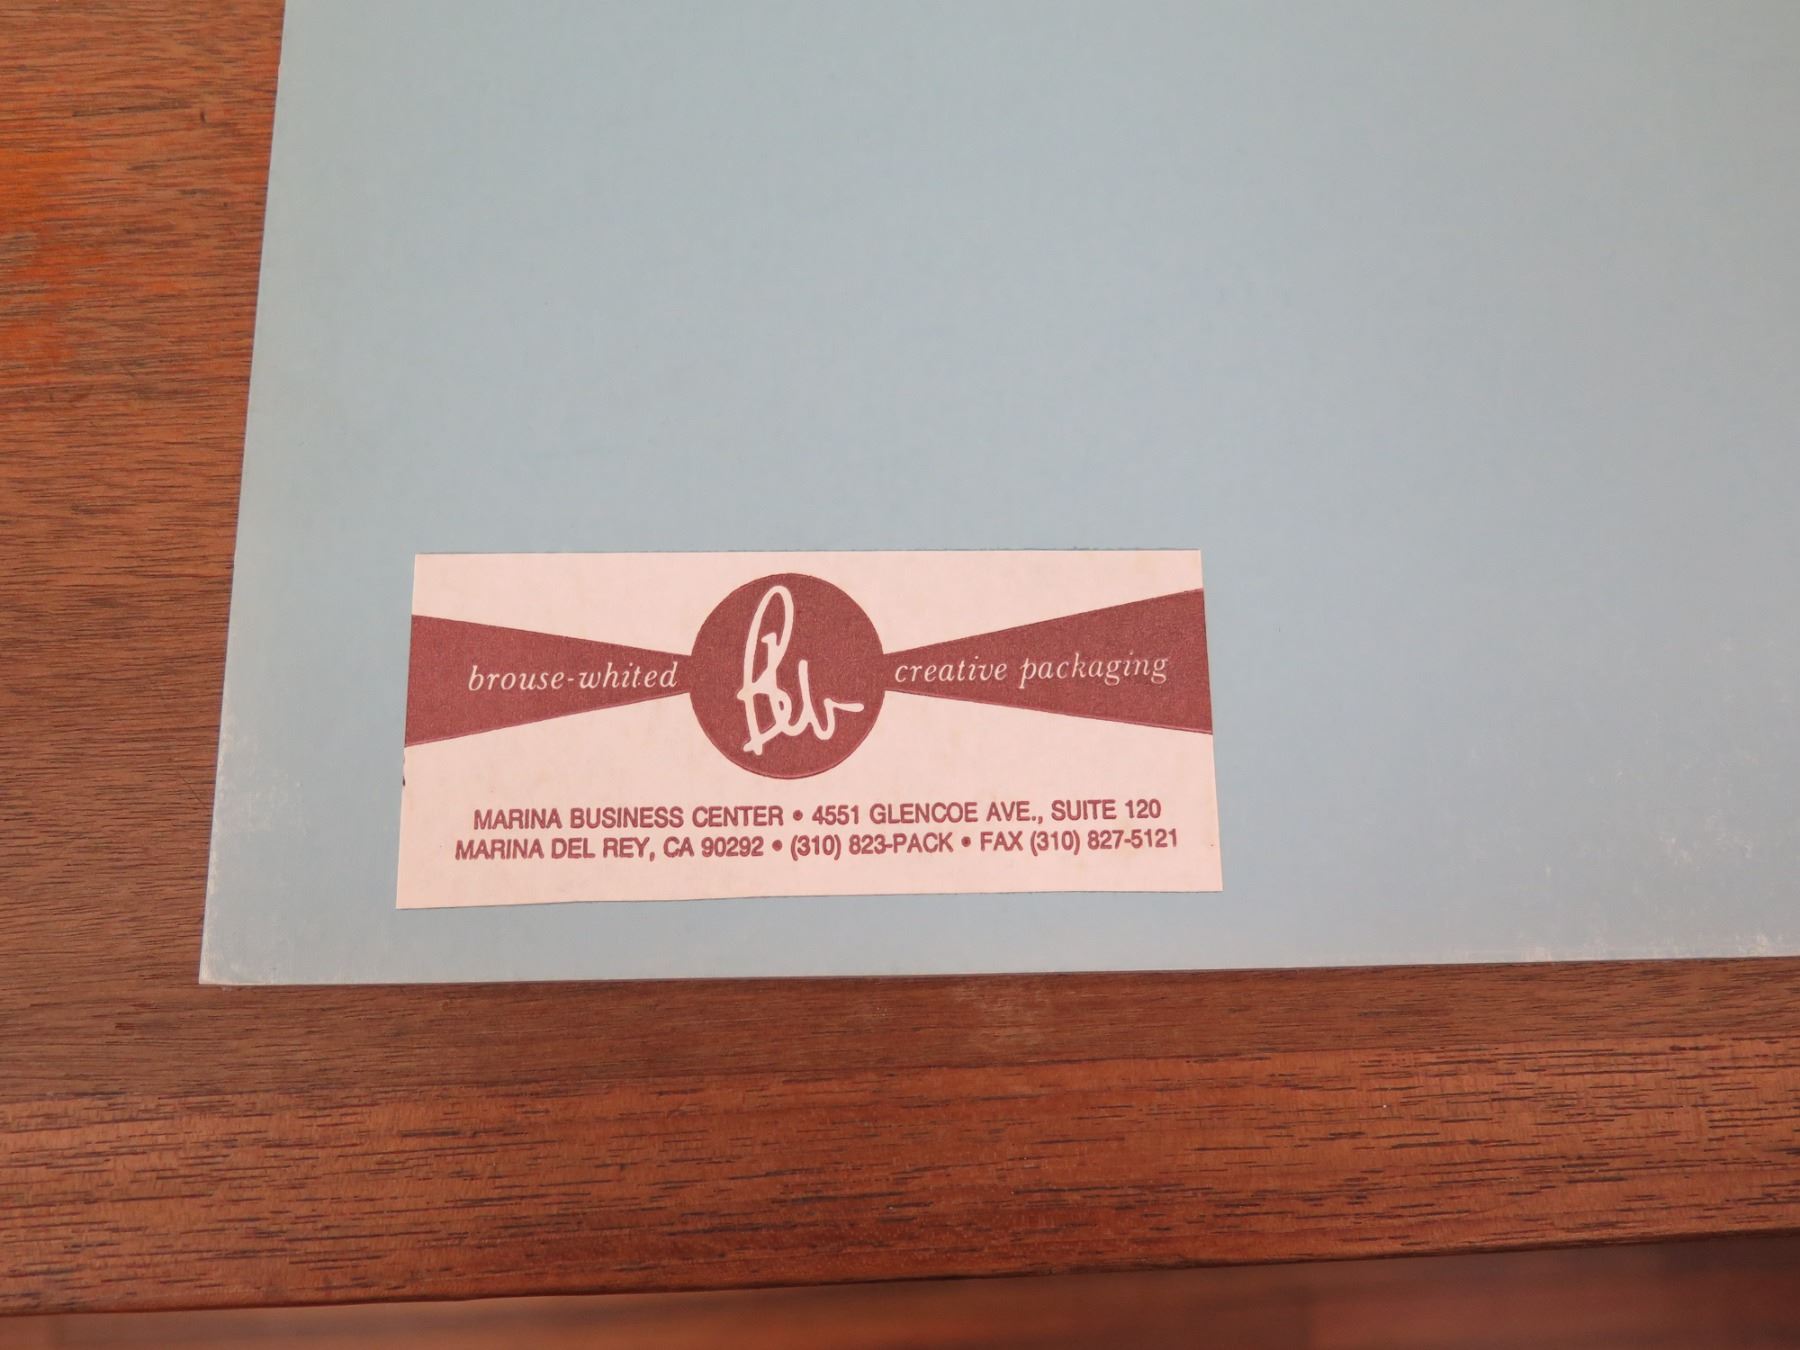 brouse-whited creative packaging
MARINA BUSINESS CENTER • 4551 GLENCOE AVE., SUITE 120
MARINA DEL REY, CA 90292 • (310) 823-PACK • FAX (310) 827-5121